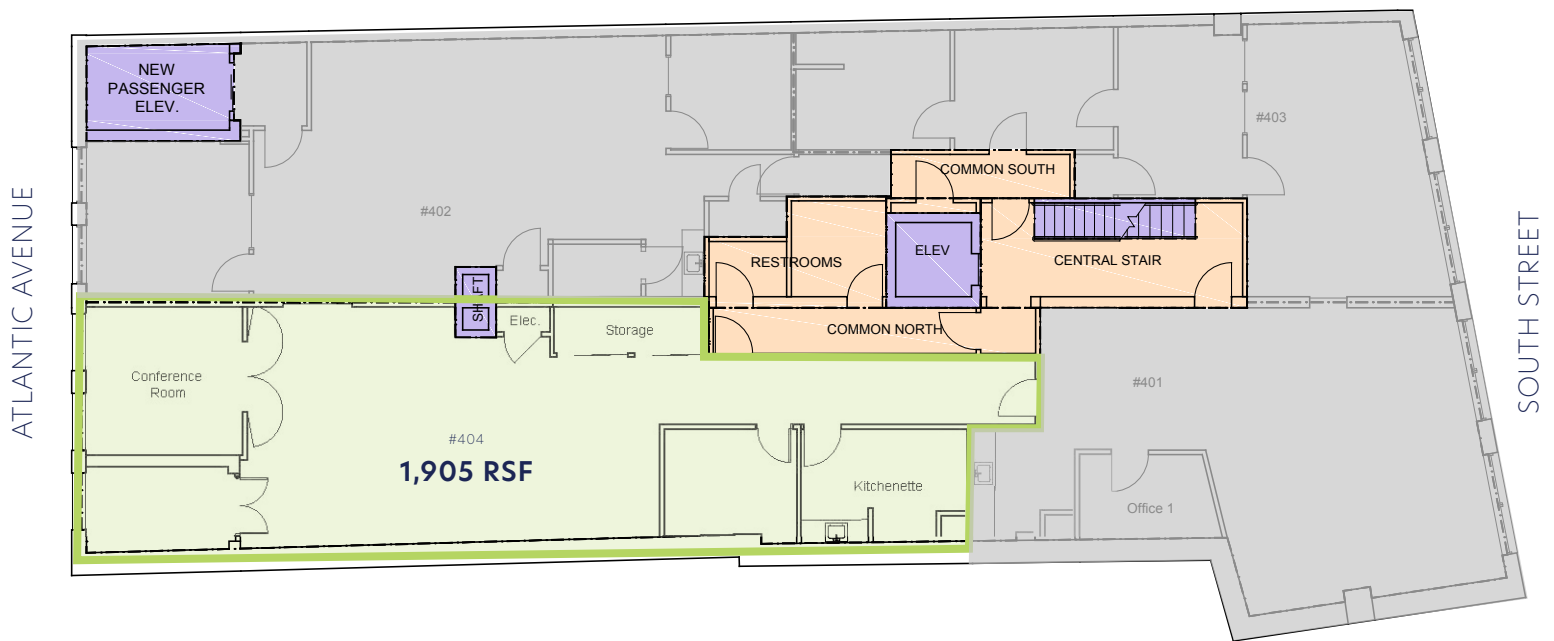 NEW
PASSENGER
ELEV.
#403
COMMON SOUTH
ATLANTIC AVENUE
#402
SOUTH STREET
ELEV
RESTROOMS
CENTRAL STAIR
SHAFT
Elec.
Storage
COMMON NORTH
Conference
Room
#401
#404
1,905 RSF
Kitchenette
Office 1